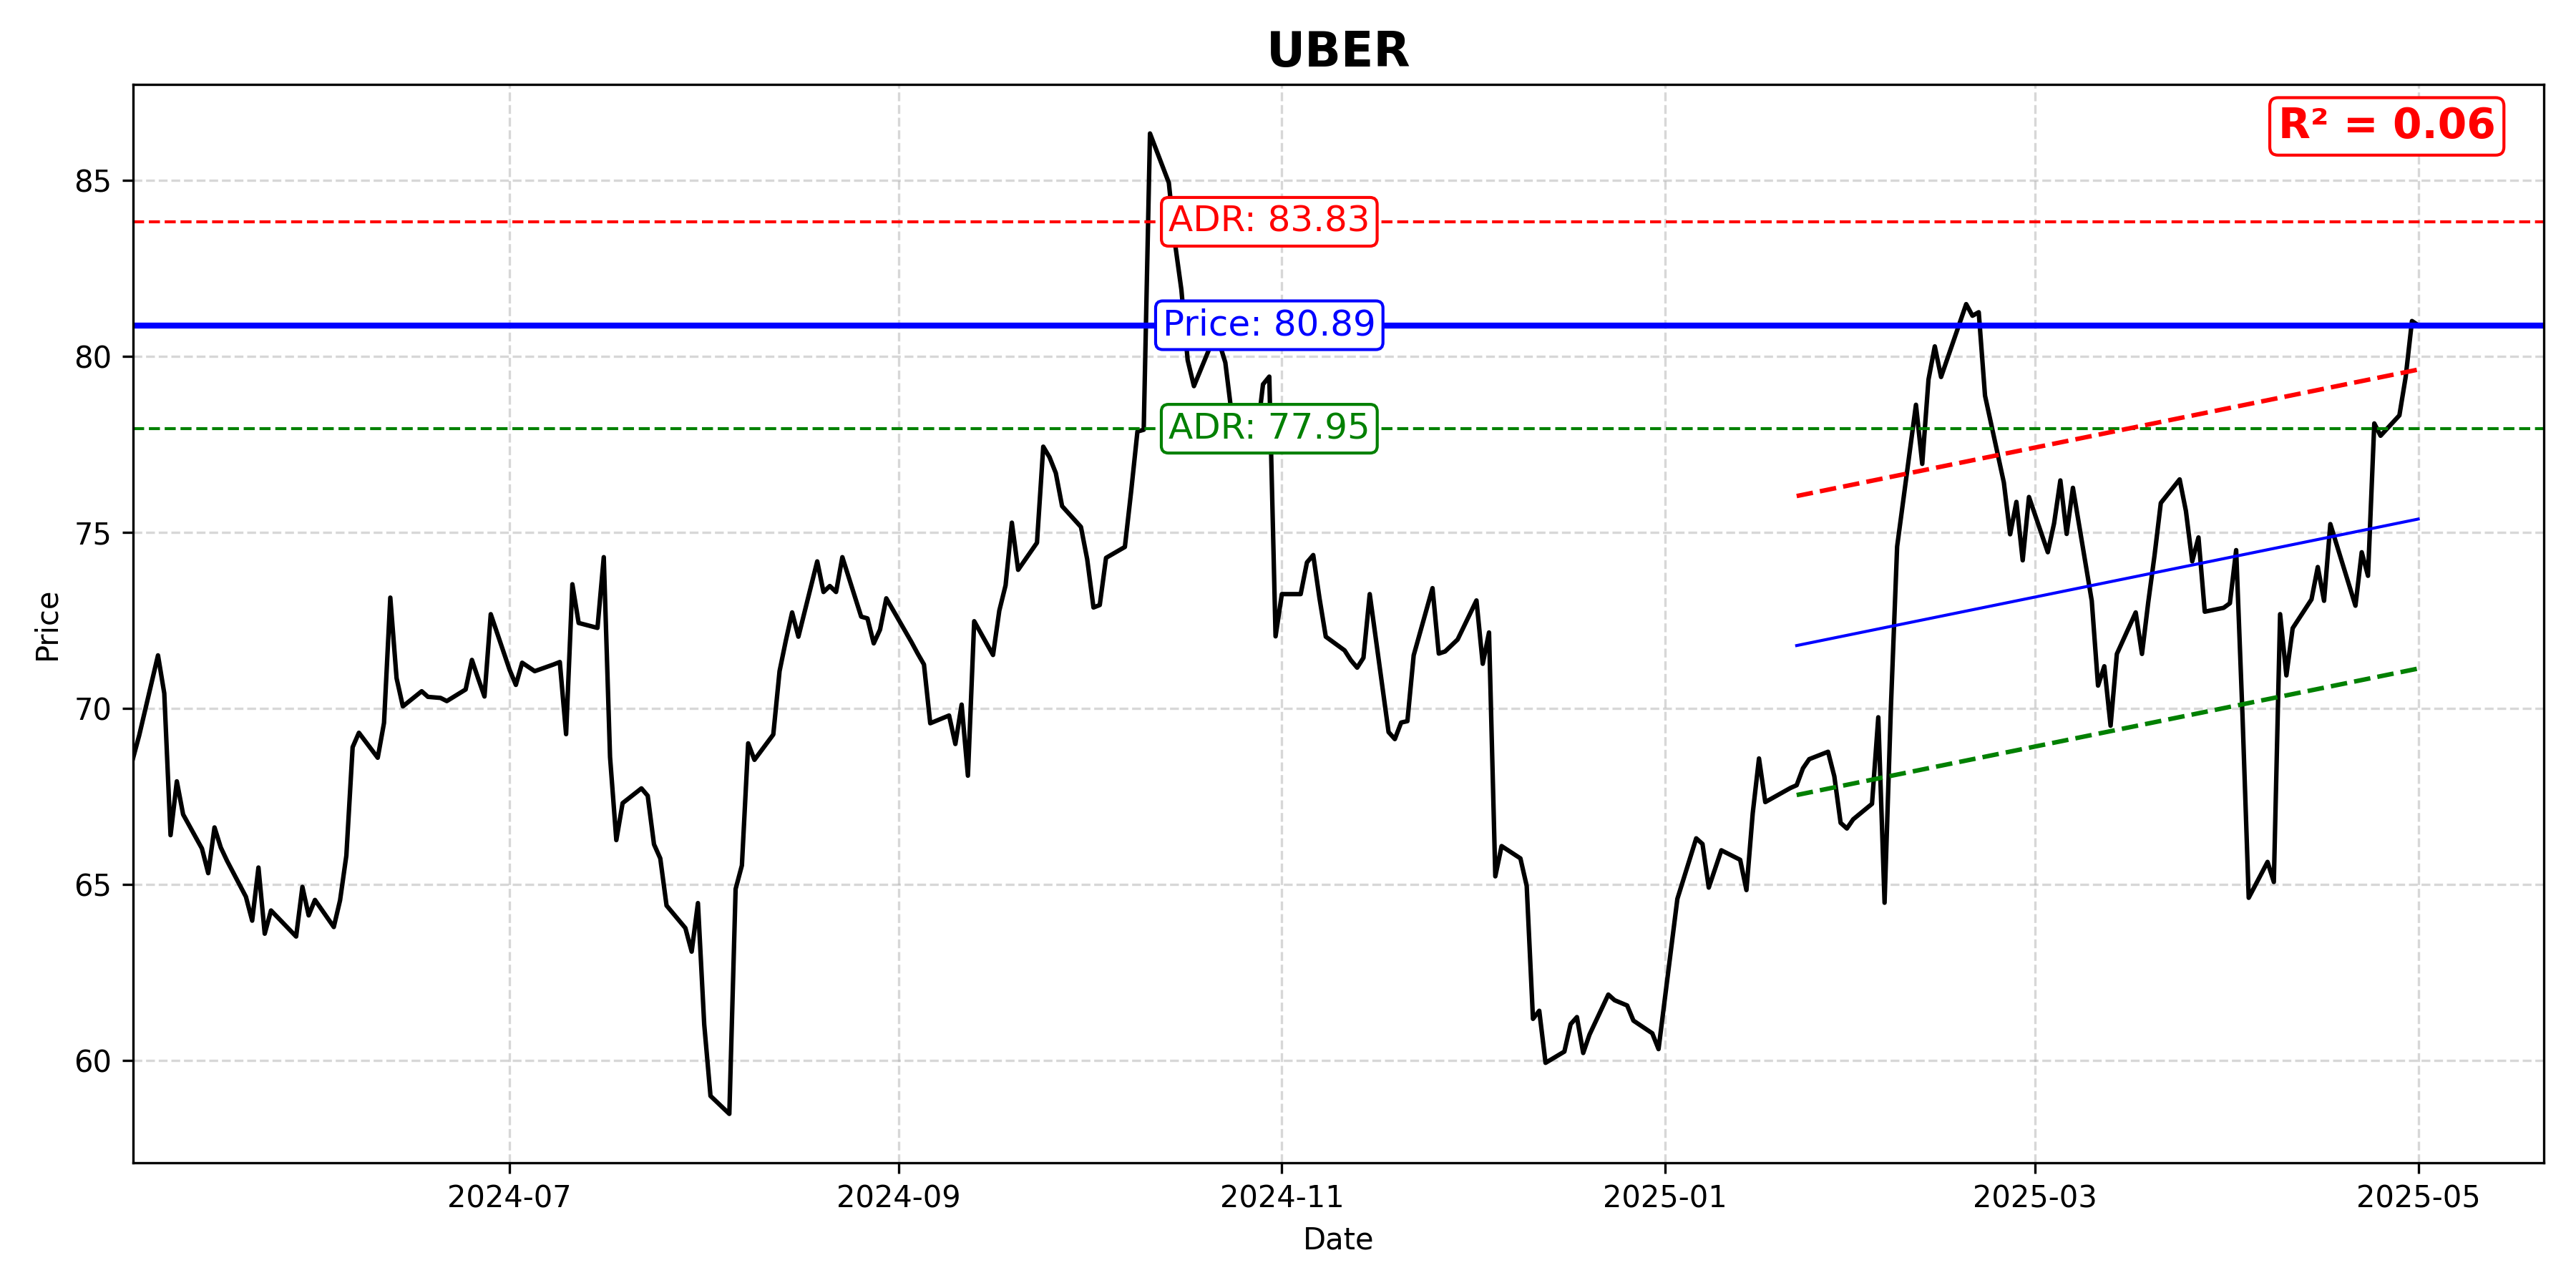 UBER
R² = 0.06
85
ADR: 83.83
Price: 80.89
80
ADR: 77.95
75
Price
70
65
60
2024-07
2024-09
2024-11
2025-01
2025-03
2025-05
Date